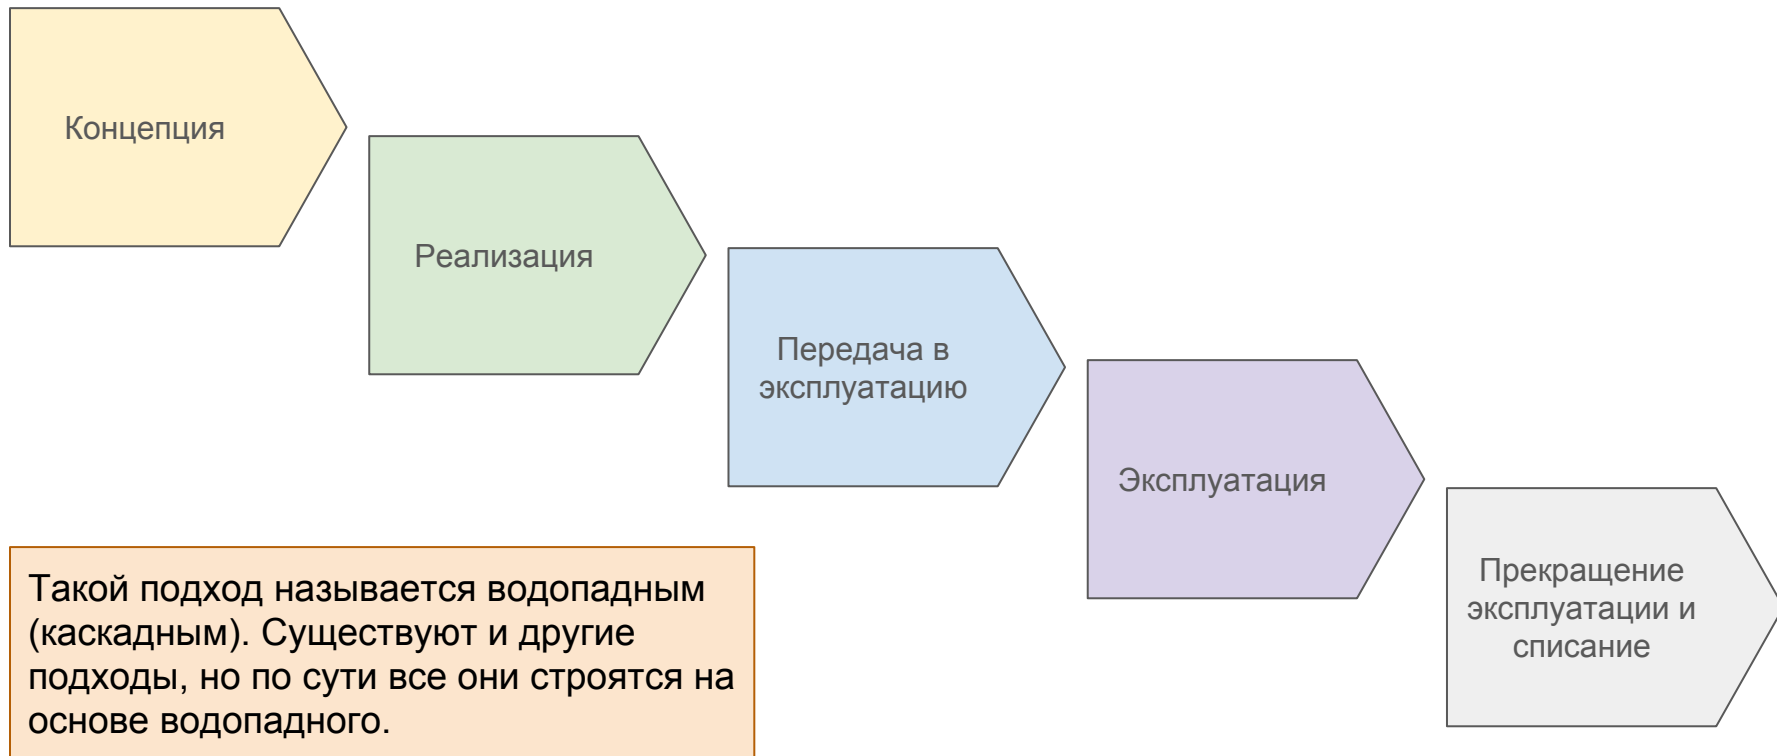 Концепция
Реализация
Передача в
эксплуатацию
Эксплуатация
Прекращение
эксплуатации и
списание
Такой подход называется водопадным
(каскадным). Существуют и другие
подходы, но по сути все они строятся на
основе водопадного.